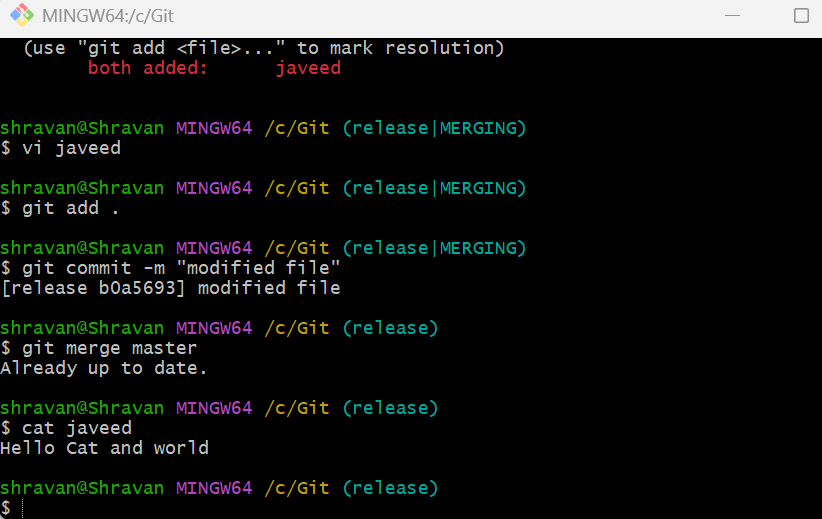 MINGW64:/c/Git
(use "git add <file>..." to mark resolution)
both added: javeed
shravan@Shravan MINGW64 /c/Git (release|MERGING)
$ vi javeed
shravan@Shravan MINGW64 /c/Git (release|MERGING)
$ git add .
shravan@Shravan MINGW64 /c/Git (release|MERGING)
$ git commit -m "modified file"
[release b0a5693] modified file
shravan@Shravan MINGW64 /c/Git (release)
$ git merge master
Already up to date.
shravan@Shravan MINGW64 /c/Git (release)
$ cat javeed
Hello Cat and world
shravan@Shravan MINGW64 /c/Git (release)
$